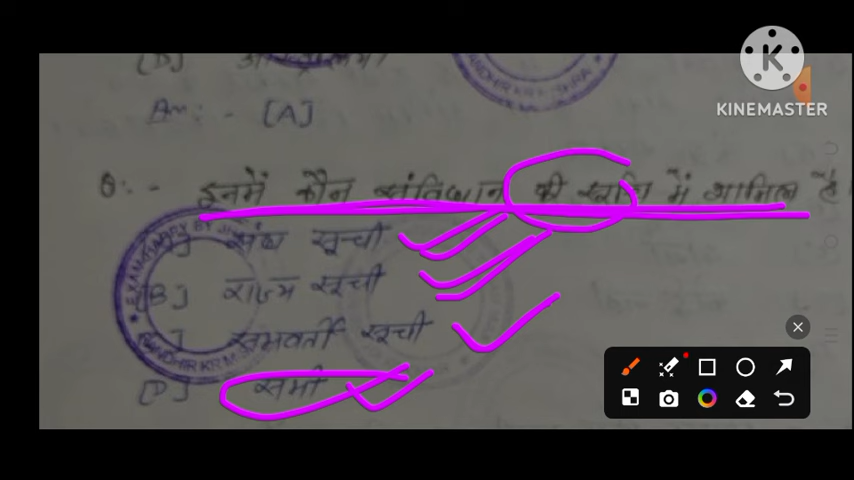 KINEMASTER
Ans: - [A]
Q: - इनमें कौन संविधान की सूचि में शामिल है।
संघ सूची
[B] राज्य सूची
समवर्ती सूची
[D] सभी